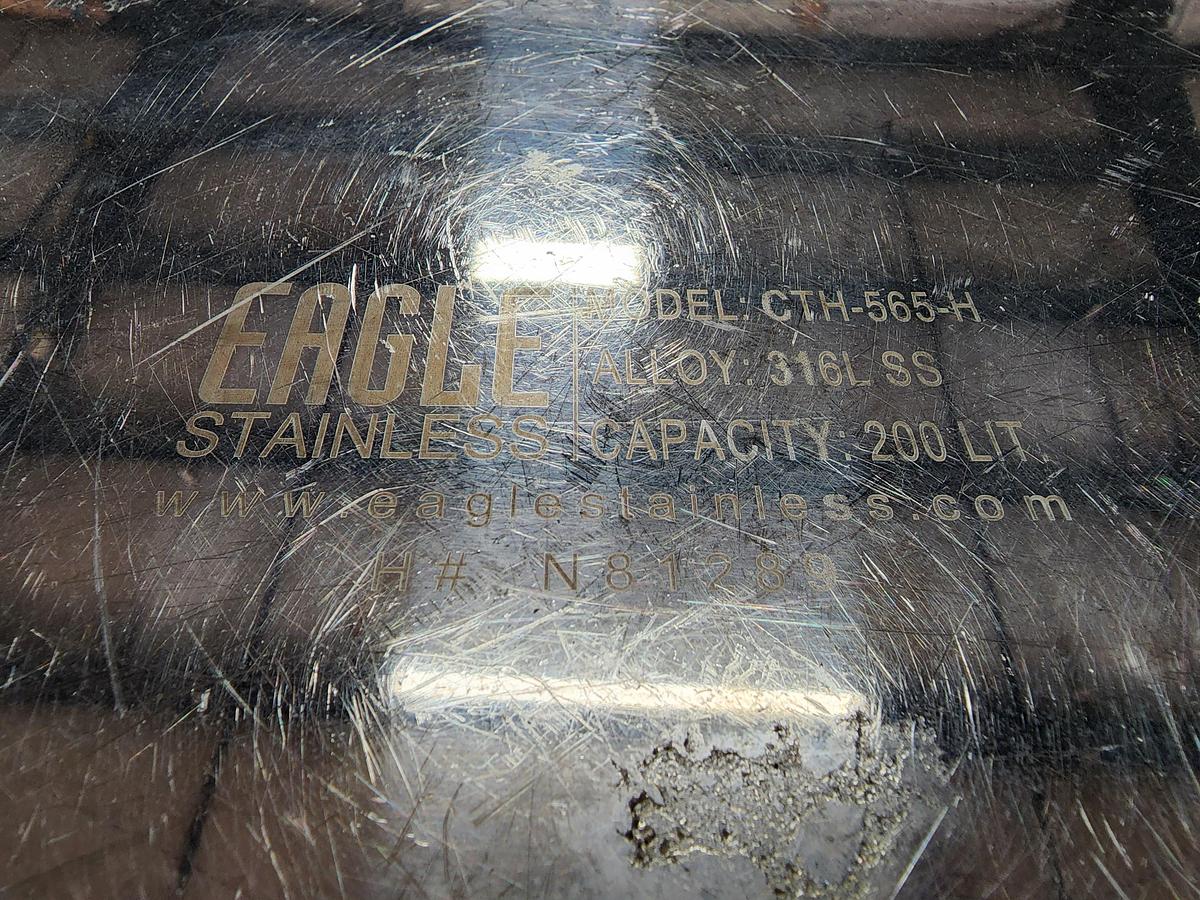 EAGLE
STAINLESS
MODEL: CTH-565-H
ALLOY: 316L SS
CAPACITY: 200 LIT.
www.eaglestainless.com
H# N81289